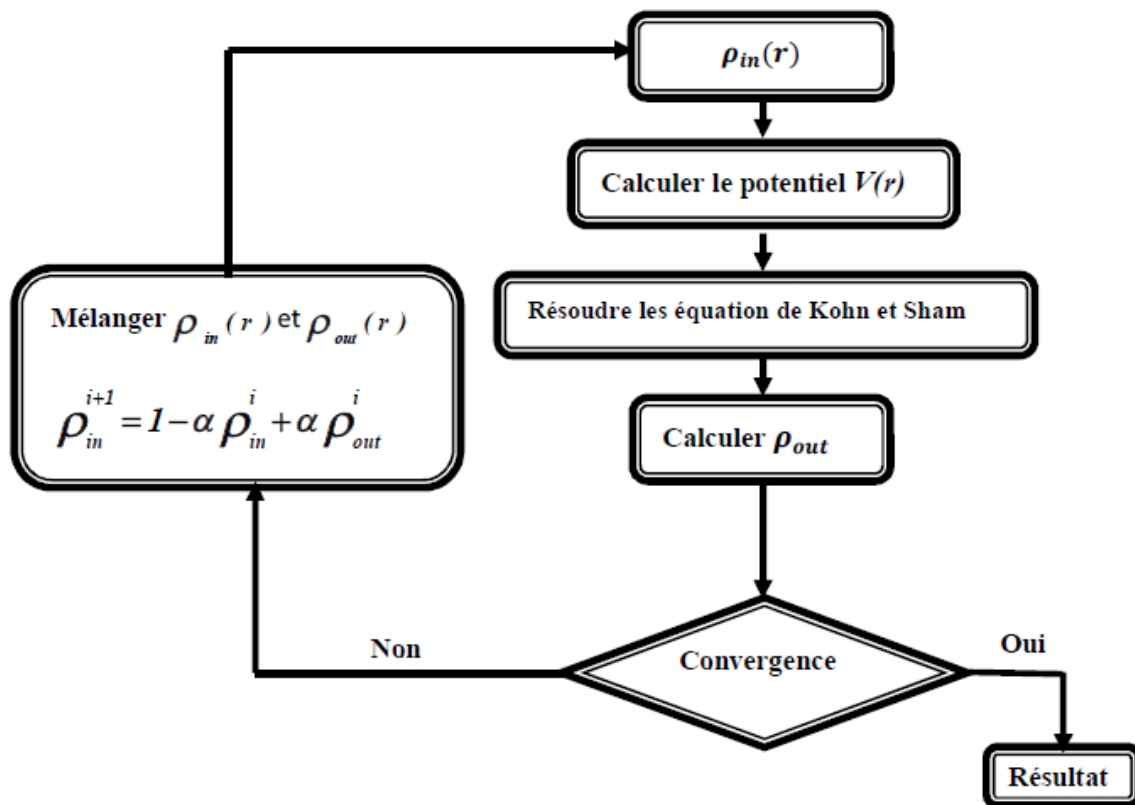 ρin(r)
Calculer le potentiel V(r)
Résoudre les équation de Kohn et Sham
Calculer ρout
Convergence
Oui
Résultat
Non
Mélanger ρin(r) et ρout(r)
ρin^i+1 = 1-α ρin^i + α ρout^i